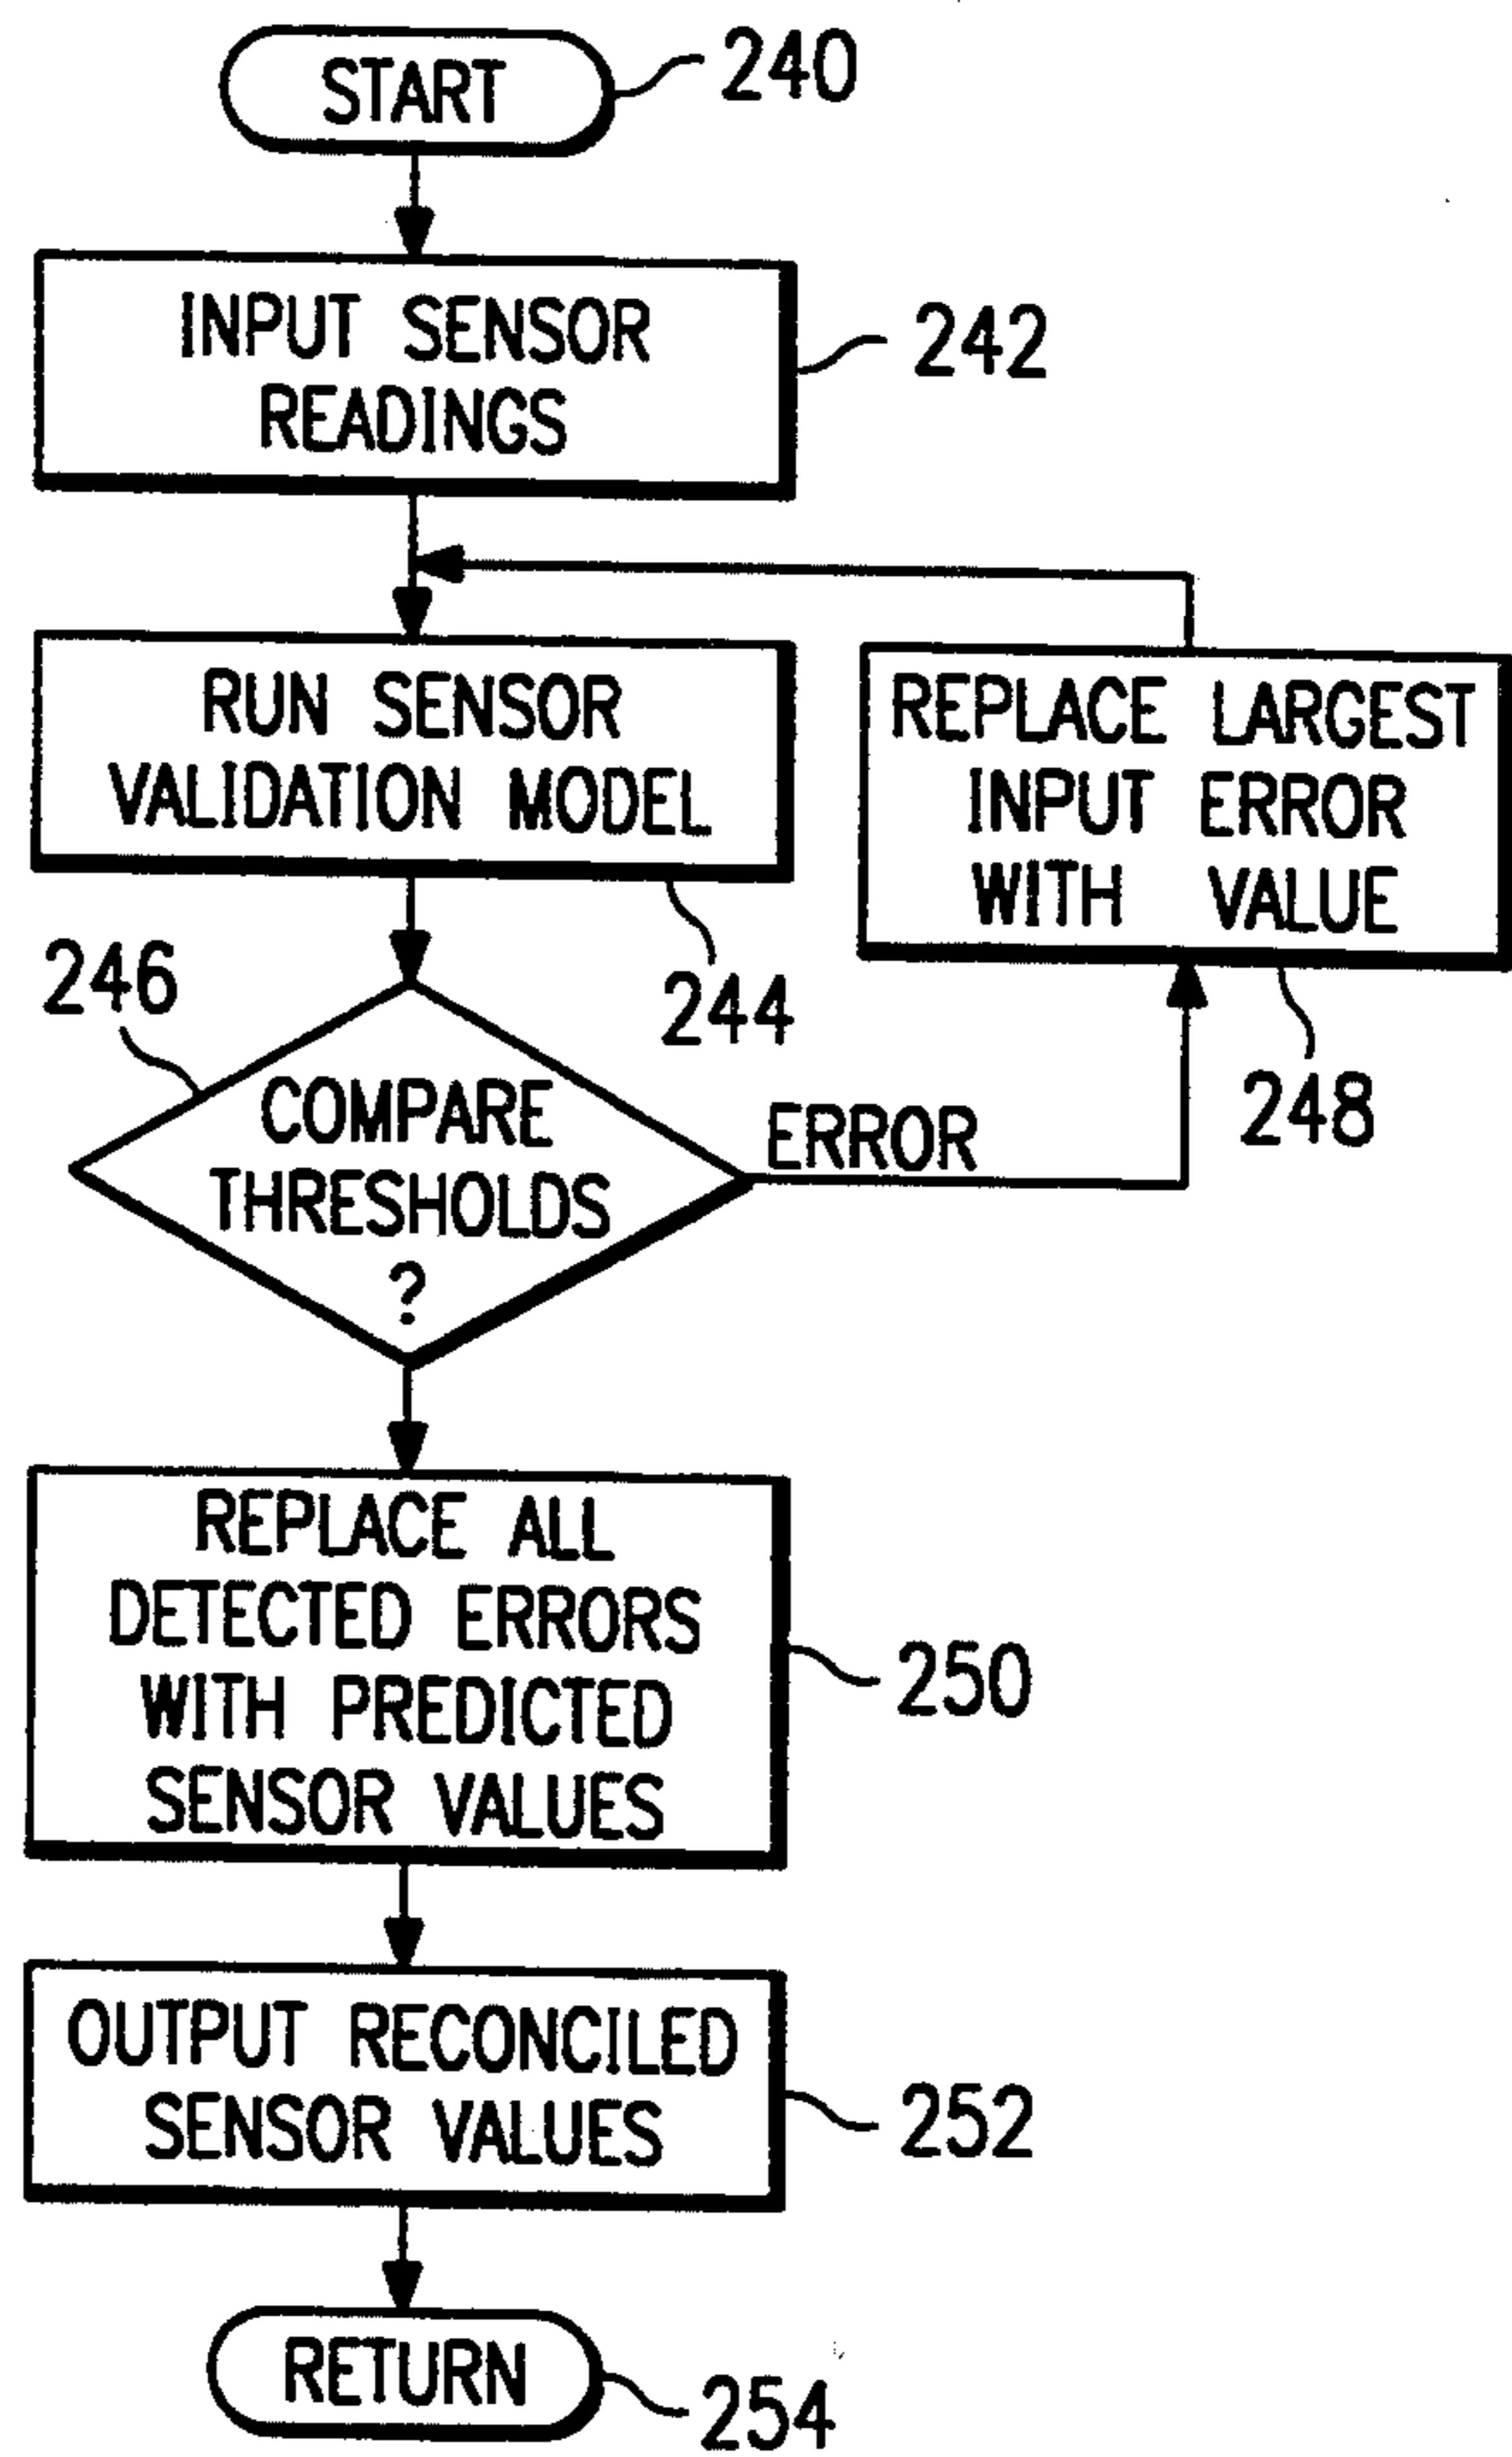 START
240
INPUT SENSOR
READINGS
242
RUN SENSOR
VALIDATION MODEL
244
REPLACE LARGEST
INPUT ERROR
WITH VALUE
248
246
COMPARE
THRESHOLDS
?
ERROR
REPLACE ALL
DETECTED ERRORS
WITH PREDICTED
SENSOR VALUES
250
OUTPUT RECONCILED
SENSOR VALUES
252
RETURN
254